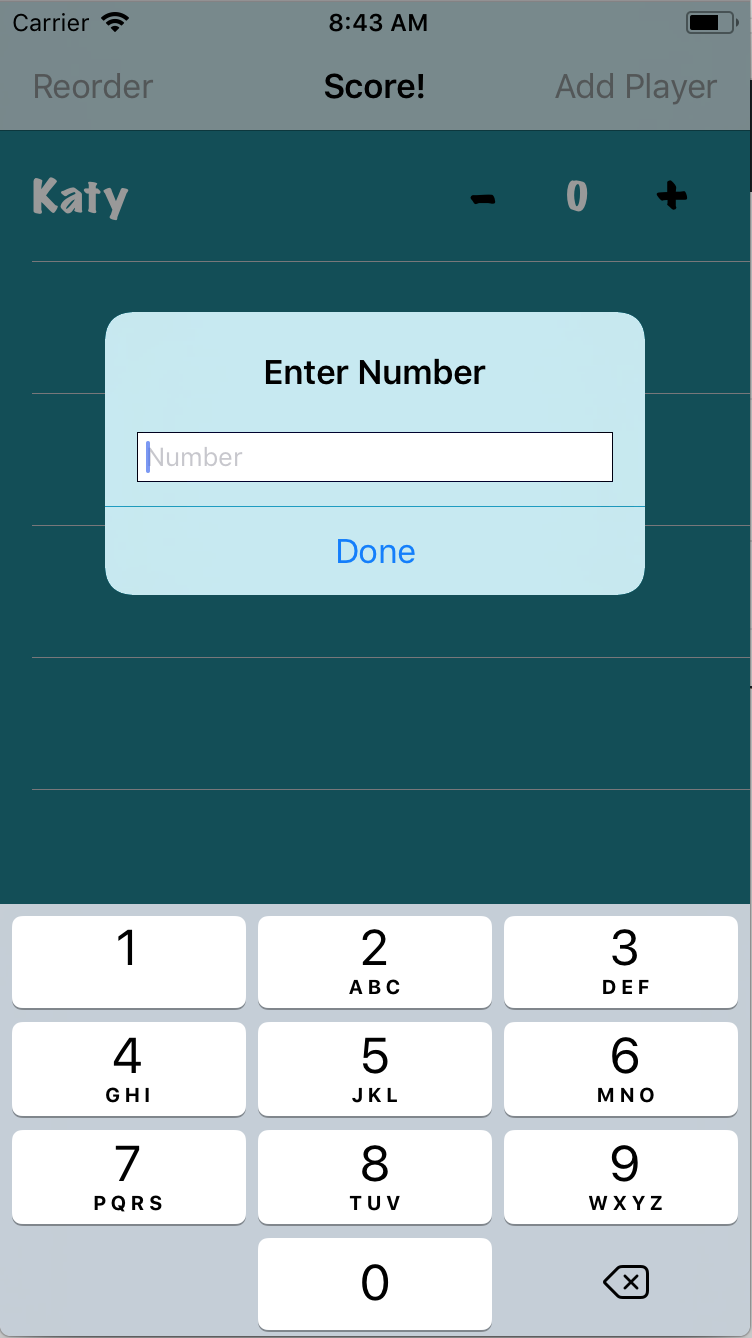 Carrier 8:43 AM
Reorder Score! Add Player
Katy - 0 +
Enter Number
Number
Done
1 2 3
ABC DEF
4 5 6
GHI JKL MNO
7 8 9
PQRS TUV WXYZ
0